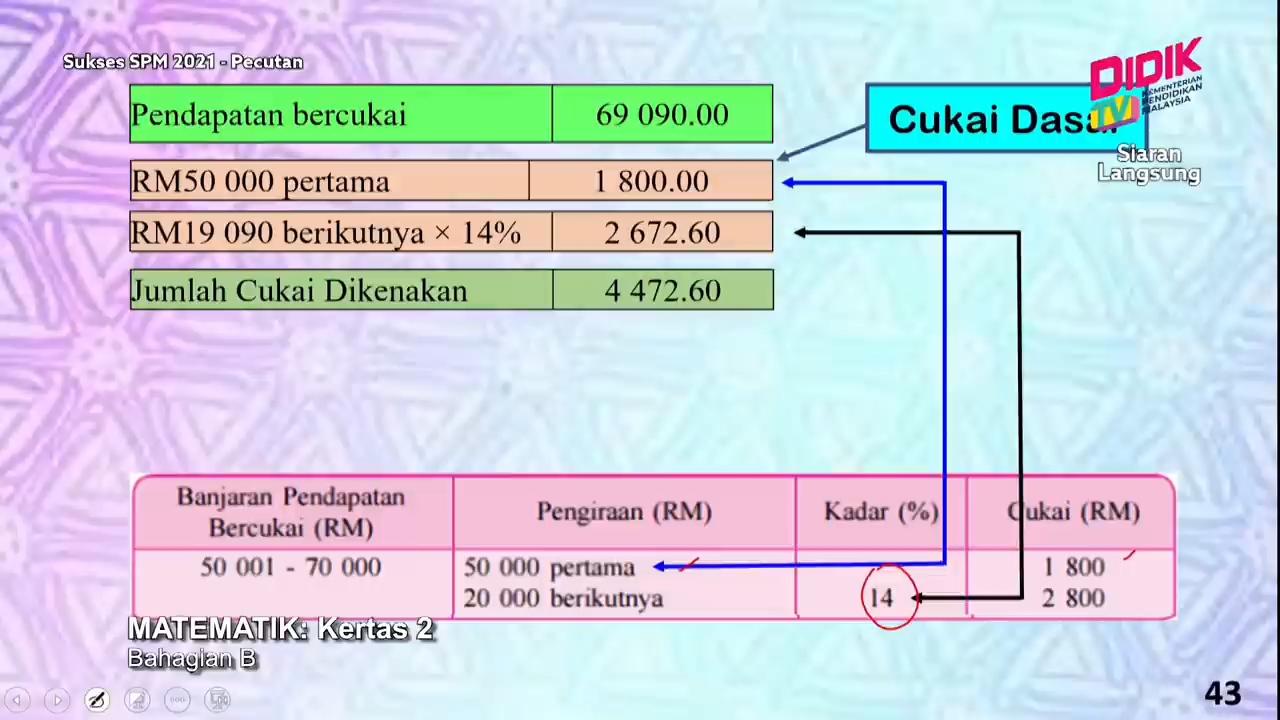 Sukses SPM 2021 - Pecutan
DIDIK
TV
KEMENTERIAN
PENDIDIKAN
MALAYSIA
Siaran
Langsung
Pendapatan bercukai 69 090.00
Cukai Dasar
RM50 000 pertama 1 800.00
RM19 090 berikutnya × 14% 2 672.60
Jumlah Cukai Dikenakan 4 472.60
Banjaran Pendapatan
Bercukai (RM)
Pengiraan (RM)
Kadar (%)
Cukai (RM)
50 001 - 70 000 50 000 pertama 1 800
20 000 berikutnya 14 2 800
MATEMATIK: Kertas 2
Bahagian B
43